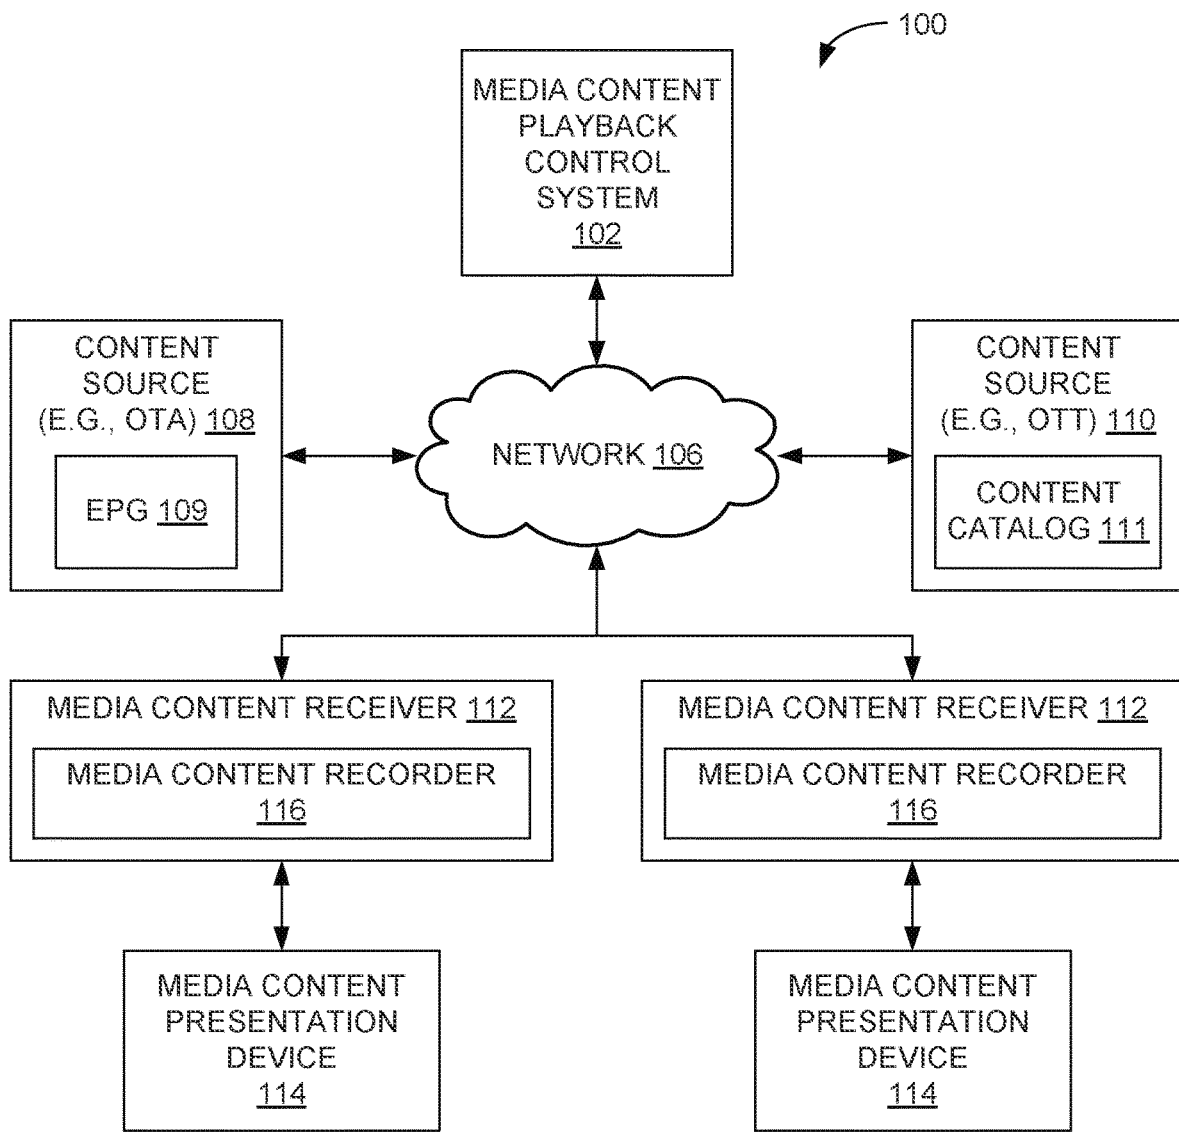 100
MEDIA CONTENT
PLAYBACK
CONTROL
SYSTEM
102
CONTENT
SOURCE
(E.G., OTA) 108
EPG 109
NETWORK 106
CONTENT
SOURCE
(E.G., OTT) 110
CONTENT
CATALOG 111
MEDIA CONTENT RECEIVER 112
MEDIA CONTENT RECORDER
116
MEDIA CONTENT RECEIVER 112
MEDIA CONTENT RECORDER
116
MEDIA CONTENT
PRESENTATION
DEVICE
114
MEDIA CONTENT
PRESENTATION
DEVICE
114